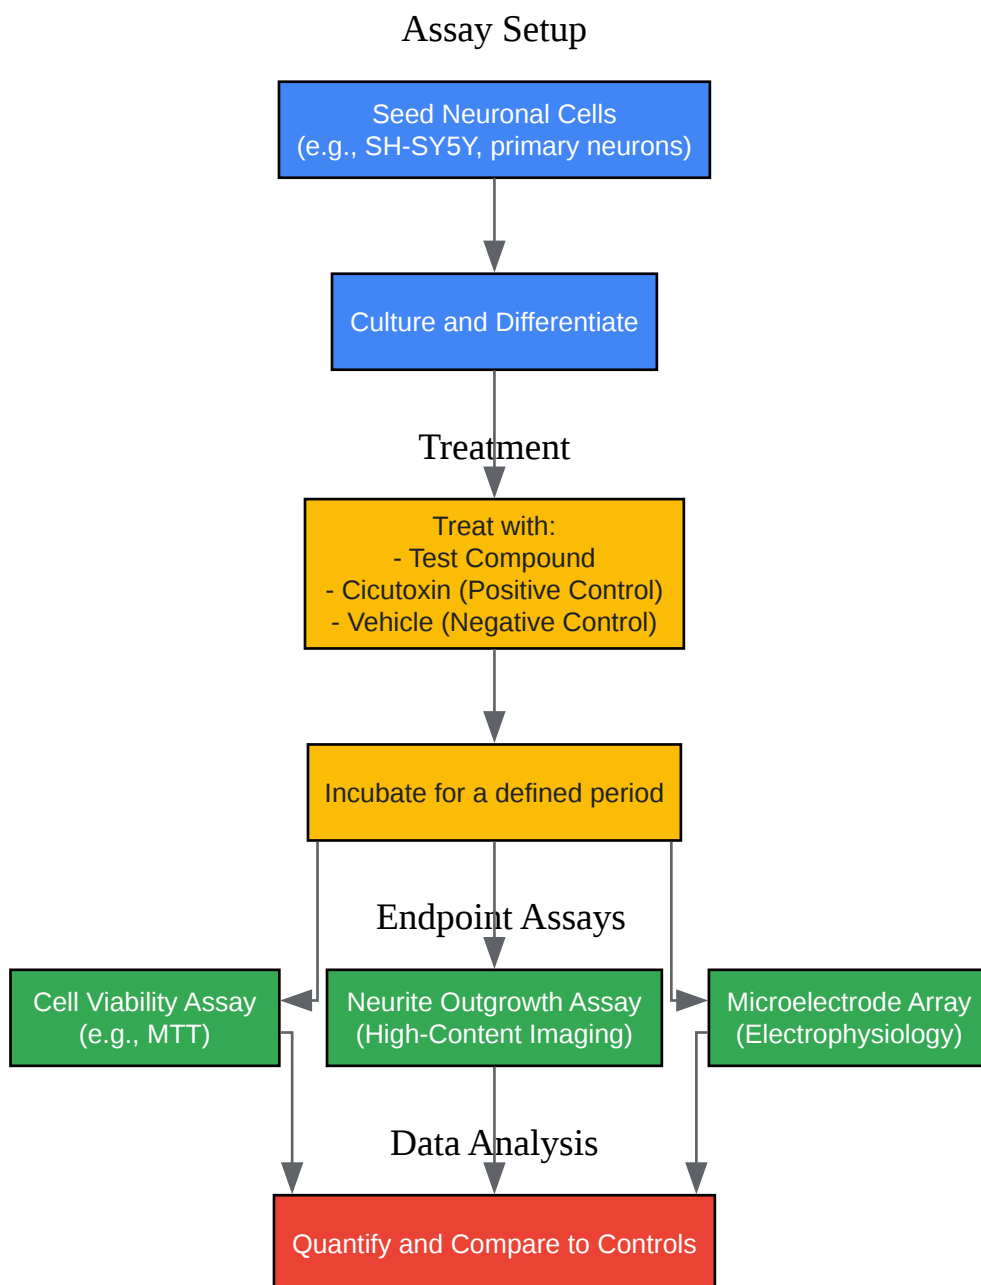 Assay Setup
Seed Neuronal Cells
(e.g., SH-SY5Y, primary neurons)
Culture and Differentiate
Treatment
Treat with:
- Test Compound
- Cicutoxin (Positive Control)
- Vehicle (Negative Control)
Incubate for a defined period
Endpoint Assays
Cell Viability Assay
(e.g., MTT)
Neurite Outgrowth Assay
(High-Content Imaging)
Microelectrode Array
(Electrophysiology)
Data Analysis
Quantify and Compare to Controls